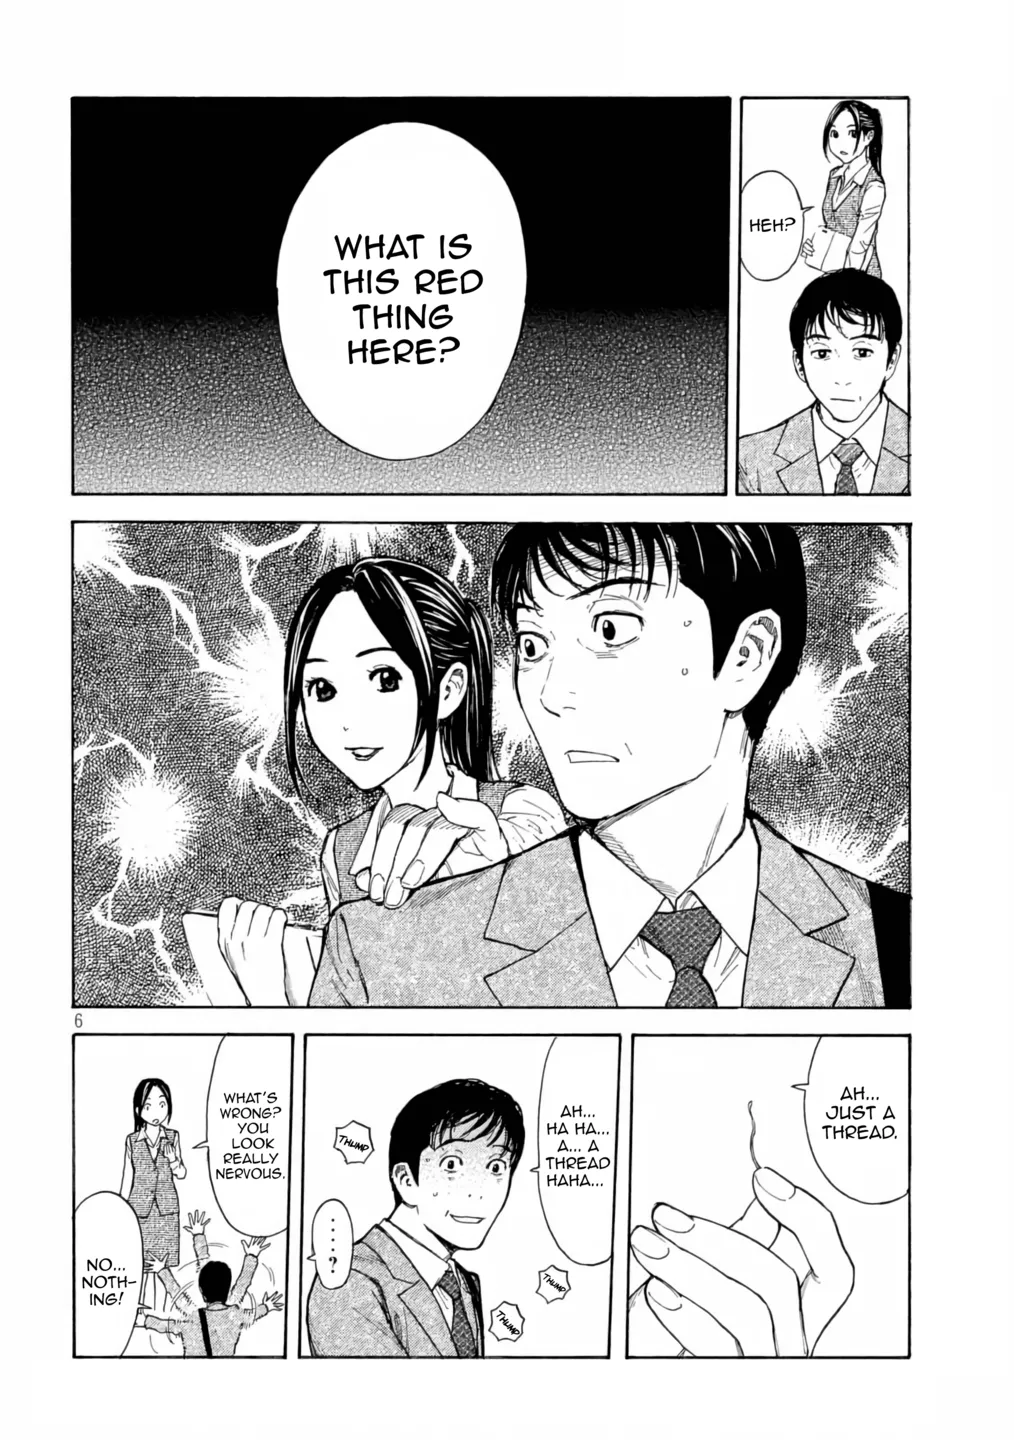 HEH?
WHAT IS
THIS RED
THING
HERE?
6
AH...
JUST A
THREAD.
AH...
HA HA...
A... A
THREAD
HAHA...
THUMP
.....?
THUMP
THUMP
WHAT'S
WRONG?
YOU
LOOK
REALLY
NERVOUS.
NO...
NOTH-
ING!